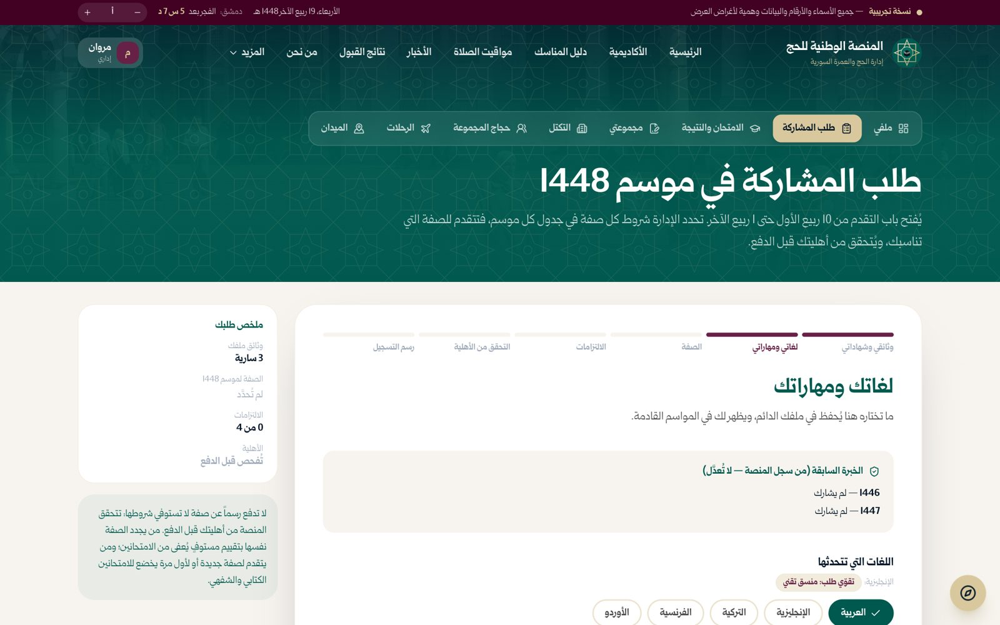 نسخة تجريبية — جميع الأسماء والأرقام والبيانات وهمية لأغراض العرض
الأربعاء، 19 ربيع الآخر 1448 هـ دمشق: الفجر بعد 5 س 7 د
− أ +
المنصة الوطنية للحج
إدارة الحج والعمرة السورية
الرئيسية الأكاديمية دليل المناسك مواقيت الصلاة الأخبار نتائج القبول من نحن المزيد
م مروان
إداري
ملفي طلب المشاركة الامتحان والنتيجة مجموعتي التكتل حجاج المجموعة الرحلات الميدان
طلب المشاركة في موسم 1448
يُفتح باب التقدم من 10 ربيع الأول حتى 1 ربيع الآخر. تحدد الإدارة شروط كل صفة في جدول كل موسم، فتتقدم للصفة التي
تناسبك، ويُتحقق من أهليتك قبل الدفع.
وثائقي وشهاداتي لغاتي ومهاراتي الصفة الالتزامات التحقق من الأهلية رسم التسجيل
لغاتك ومهاراتك
ما تختاره هنا يُحفظ في ملفك الدائم، ويظهر لك في المواسم القادمة.
الخبرة السابقة (من سجل المنصة — لا تُعدَّل)
1446 — لم يشارك
1447 — لم يشارك
اللغات التي تتحدثها
الإنجليزية: تقوّي طلب: منسق تقني
العربية الإنجليزية التركية الفرنسية الأوردو
ملخص طلبك
وثائق ملفك
3 سارية
الصفة لموسم 1448
لم تُحدَّد
الالتزامات
0 من 4
الأهلية
تُفحص قبل الدفع
لا تدفع رسماً عن صفة لا تستوفي شروطها: تتحقق
المنصة من أهليتك قبل الدفع. من يجدد الصفة
نفسها بتقييم مستوفٍ يُعفى من الامتحانين؛ ومن
يتقدم لصفة جديدة أو لأول مرة يخضع للامتحانين
الكتابي والشفهي.